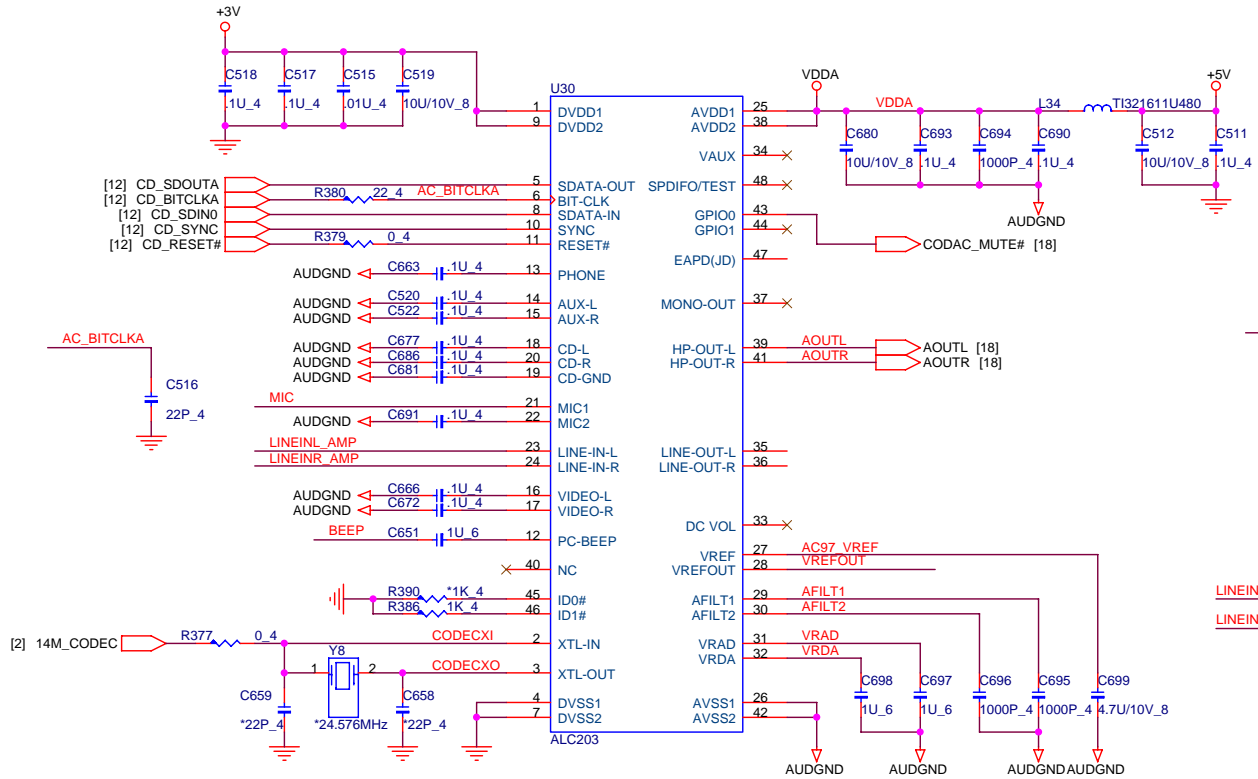 +3V
C518
.1U_4
C517
.1U_4
C515
.01U_4
C519
10U/10V_8
U30
1 DVDD1
9 DVDD2
[12] CD_SDOUTA
5 SDATA-OUT
[12] CD_BITCLKA
R380 22_4
AC_BITCLKA
6 BIT-CLK
[12] CD_SDIN0
8 SDATA-IN
[12] CD_SYNC
10 SYNC
[12] CD_RESET#
R379 0_4
11 RESET#
AUDGND C663 .1U_4 13 PHONE
AUDGND C520 .1U_4 14 AUX-L
AUDGND C522 .1U_4 15 AUX-R
AUDGND C677 .1U_4 18 CD-L
AUDGND C686 .1U_4 20 CD-R
AUDGND C681 .1U_4 19 CD-GND
AC_BITCLKA
C516
22P_4
MIC 21 MIC1
AUDGND C691 .1U_4 22 MIC2
LINEINL_AMP 23 LINE-IN-L
LINEINR_AMP 24 LINE-IN-R
AUDGND C666 .1U_4 16 VIDEO-L
AUDGND C672 .1U_4 17 VIDEO-R
BEEP C651 1U_6 12 PC-BEEP
40 NC
R390 *1K_4 45 ID0#
R386 1K_4 46 ID1#
[2] 14M_CODEC R377 0_4 CODECXI 2 XTL-IN
1 Y8 2 CODECXO 3 XTL-OUT
C659
*22P_4
*24.576MHz
C658
*22P_4
4 DVSS1
7 DVSS2
ALC203
VDDA
VDDA
L34 TI321611U480
+5V
AVDD1 25
AVDD2 38
C680
10U/10V_8
C693
.1U_4
C694
1000P_4
C690
.1U_4
C512
10U/10V_8
C511
.1U_4
AUDGND
VAUX 34
SPDIFO/TEST 48
GPIO0 43
GPIO1 44
CODAC_MUTE# [18]
EAPD(JD) 47
MONO-OUT 37
HP-OUT-L 39 AOUTL AOUTL [18]
HP-OUT-R 41 AOUTR AOUTR [18]
LINE-OUT-L 35
LINE-OUT-R 36
DC VOL 33
VREF 27 AC97_VREF
VREFOUT 28 VREFOUT
AFILT1 29 AFILT1
AFILT2 30 AFILT2
VRAD 31 VRAD
VRDA 32 VRDA
C698
1U_6
C697
1U_6
C696
1000P_4
C695
1000P_4
C699
4.7U/10V_8
AVSS1 26
AVSS2 42
AUDGND
AUDGND
AUDGND
AUDGND
LINEIN
LINEIN